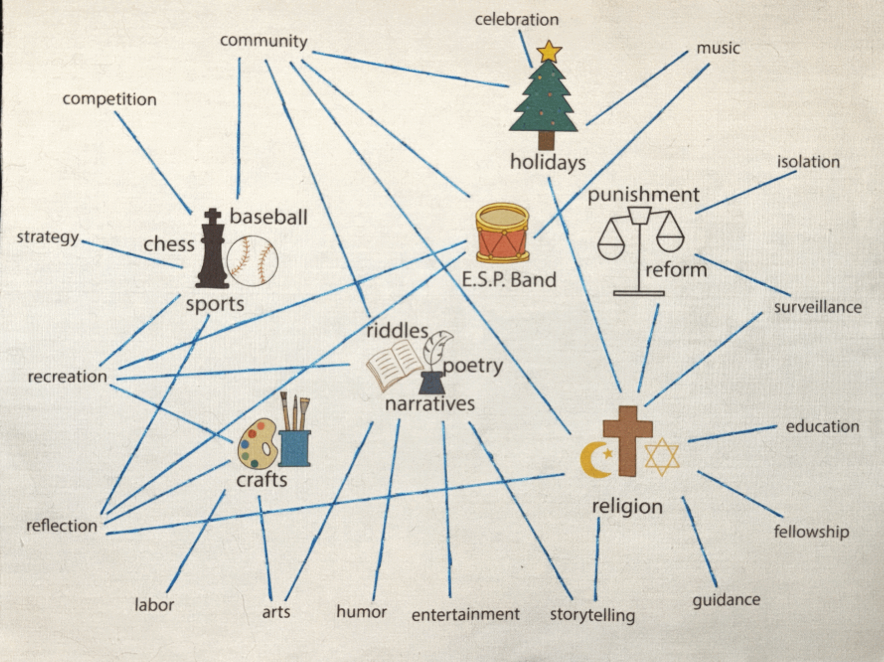 celebration
community
music
competition
holidays
isolation
punishment
baseball
strategy
chess
reform
E.S.P. Band
sports
surveillance
riddles
poetry
recreation
narratives
education
crafts
religion
reflection
fellowship
guidance
labor
arts
humor
entertainment
storytelling